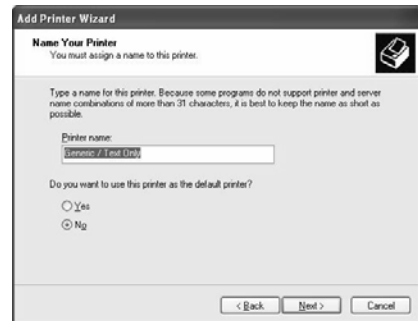 Add Printer Wizard
Name Your Printer
You must assign a name to this printer.
Type a name for this printer. Because some programs do not support printer and server
name combinations of more than 31 characters, it is best to keep the name as short as
possible.
Printer name:
Generic / Text Only
Do you want to use this printer as the default printer?
Yes
No
< Back
Next >
Cancel